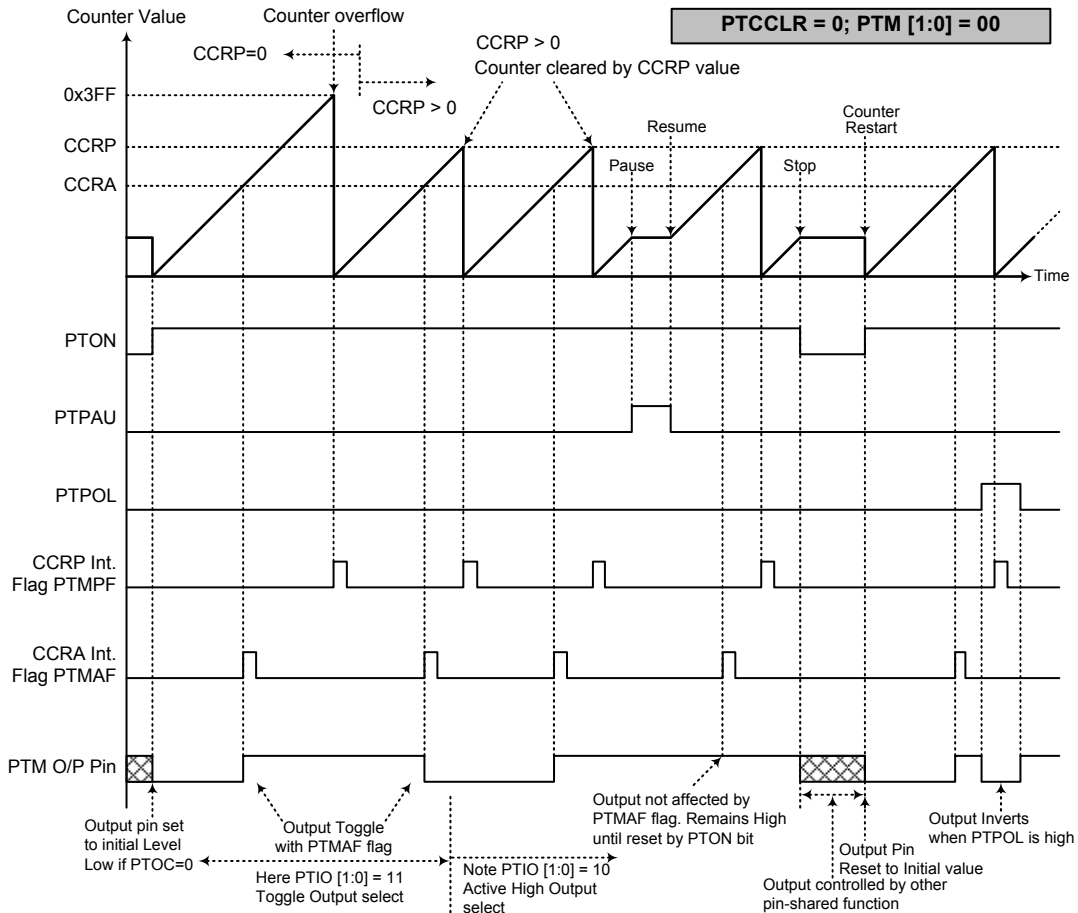 Counter Value
Counter overflow
PTCCLR = 0; PTM [1:0] = 00
CCRP=0
CCRP > 0
CCRP > 0
Counter cleared by CCRP value
0x3FF
CCRP
CCRA
Pause
Resume
Stop
Counter
Restart
Time
PTON
PTPAU
PTPOL
CCRP Int.
Flag PTMPF
CCRA Int.
Flag PTMAF
PTM O/P Pin
Output pin set
to initial Level
Low if PTOC=0
Output Toggle
with PTMAF flag
Here PTIO [1:0] = 11
Toggle Output select
Note PTIO [1:0] = 10
Active High Output
select
Output not affected by
PTMAF flag. Remains High
until reset by PTON bit
Output Pin
Reset to Initial value
Output controlled by other
pin-shared function
Output Inverts
when PTPOL is high